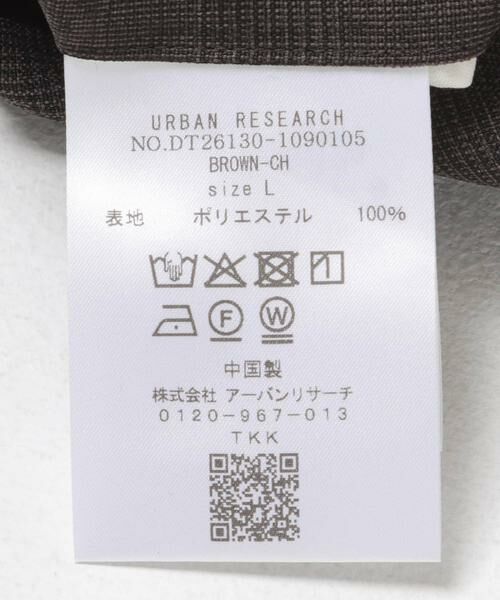 URBAN RESEARCH
NO.DT26130-1090105
BROWN-CH
size L
表地 ポリエステル 100%
F W
中国製
株式会社 アーバンリサーチ
0120-967-013
TKK